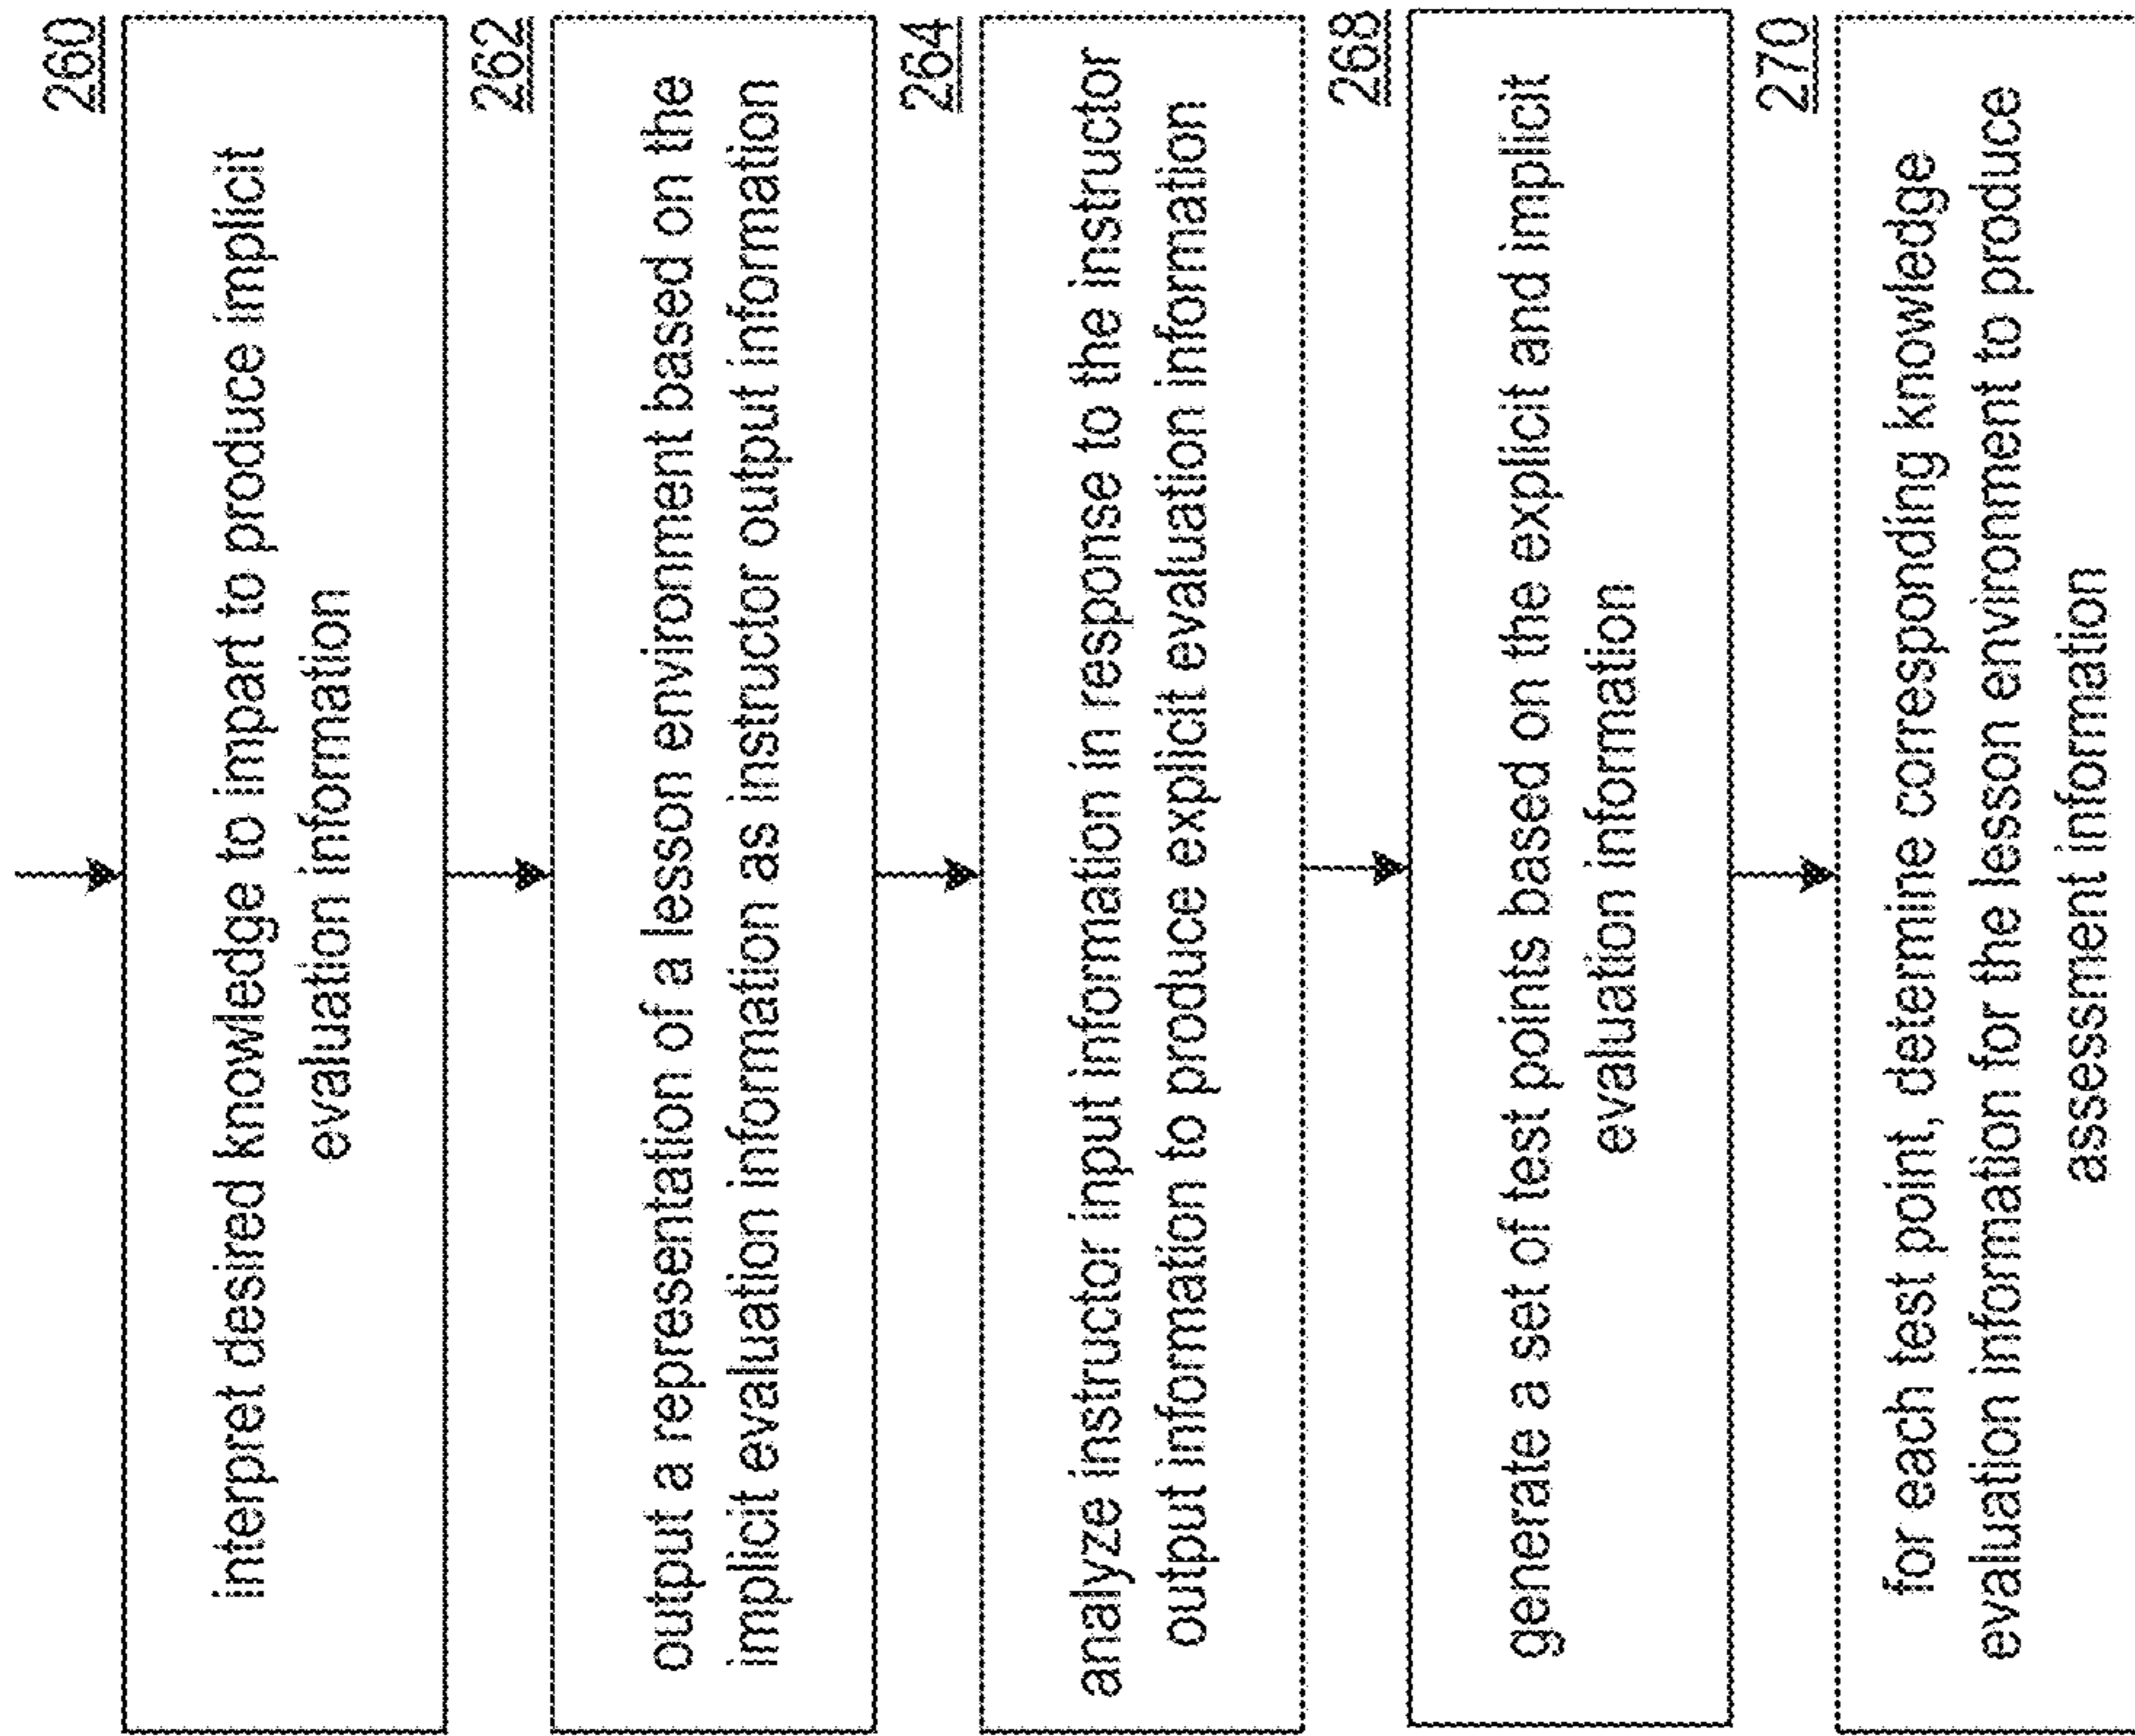 260
interpret desired knowledge to impart to produce implicit
evaluation information
262
output a representation of a lesson environment based on the
implicit evaluation information as instructor output information
264
analyze instructor input information in response to the instructor
output information to produce explicit evaluation information
268
generate a set of test points based on the explicit and implicit
evaluation information
270
for each test point, determine corresponding knowledge
evaluation information for the lesson environment to produce
assessment information